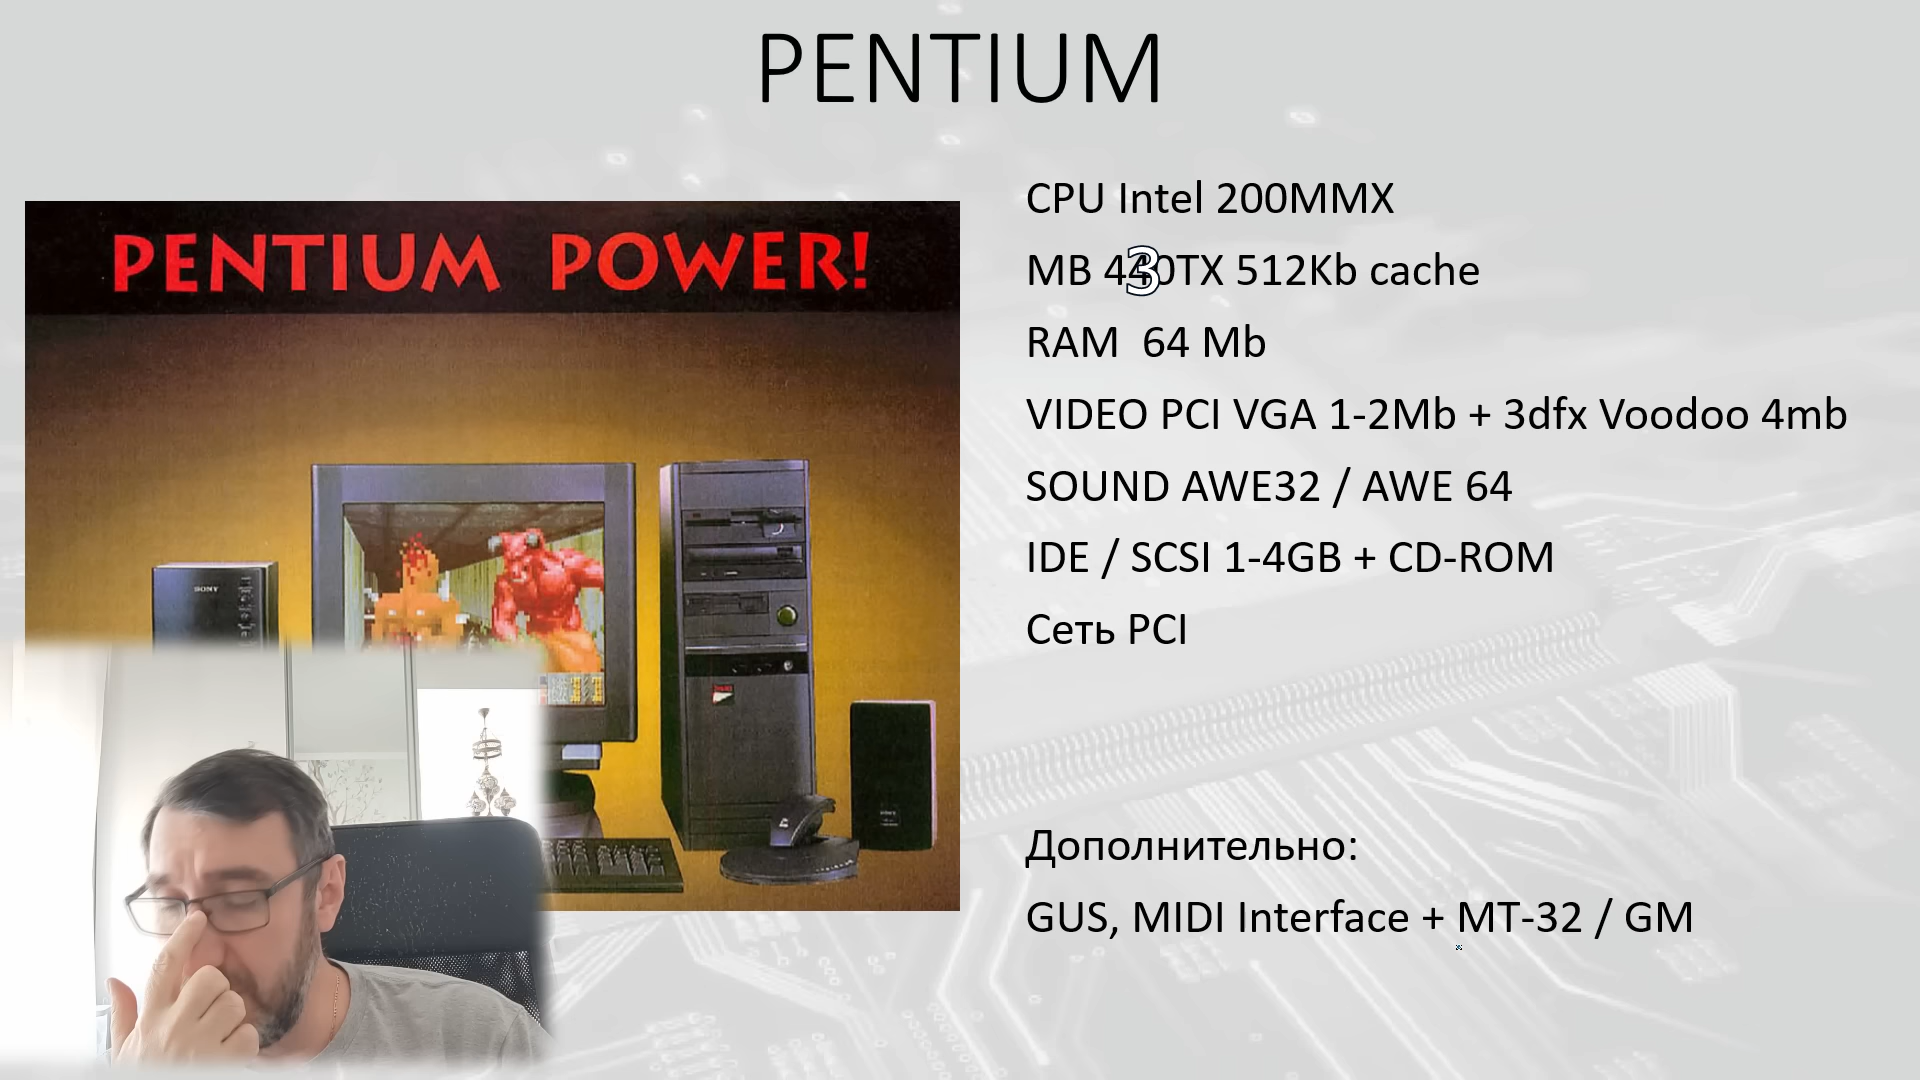 PENTIUM
PENTIUM POWER!
SONY
CPU Intel 200MMX
MB 430TX 512Kb cache
RAM 64 Mb
VIDEO PCI VGA 1-2Mb + 3dfx Voodoo 4mb
SOUND AWE32 / AWE 64
IDE / SCSI 1-4GB + CD-ROM
Сеть PCI
Дополнительно:
GUS, MIDI Interface + MT-32 / GM